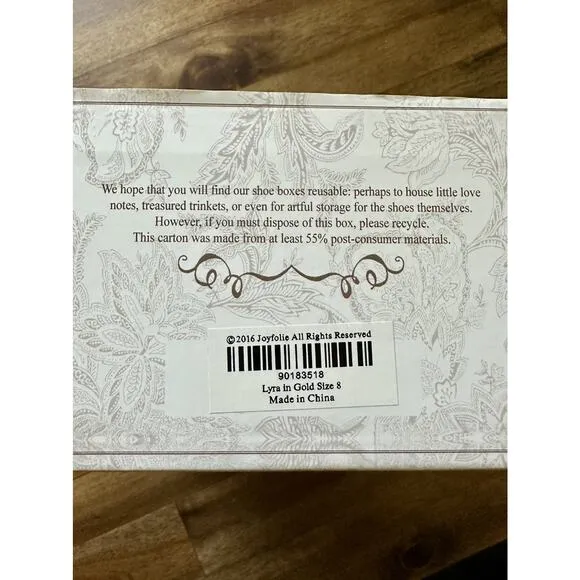 We hope that you will find our shoe boxes reusable: perhaps to house little love
notes, treasured trinkets, or even for artful storage for the shoes themselves.
However, if you must dispose of this box, please recycle.
This carton was made from at least 55% post-consumer materials.
©2016 Joyfolie All Rights Reserved
90183518
Lyra in Gold Size 8
Made in China